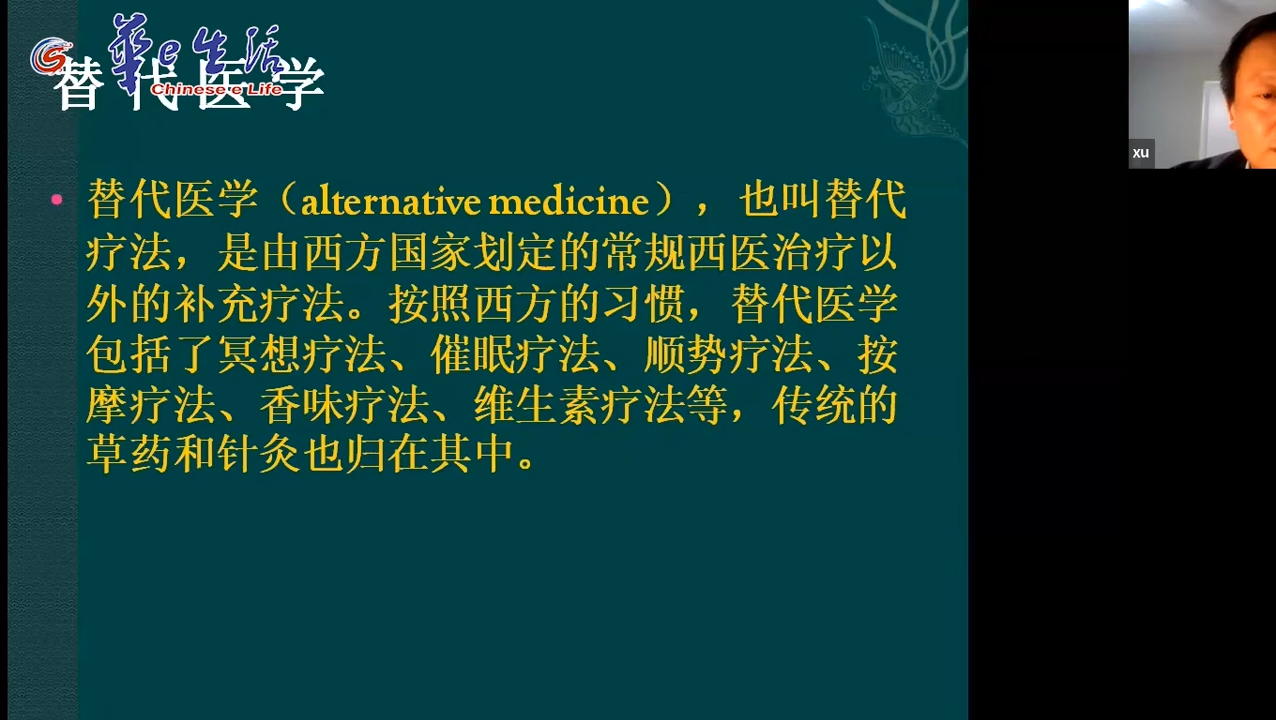 華e生活
Chinese e Life
替代医学
替代医学（alternative medicine），也叫替代
疗法，是由西方国家划定的常规西医治疗以
外的补充疗法。按照西方的习惯，替代医学
包括了冥想疗法、催眠疗法、顺势疗法、按
摩疗法、香味疗法、维生素疗法等，传统的
草药和针灸也归在其中。
xu